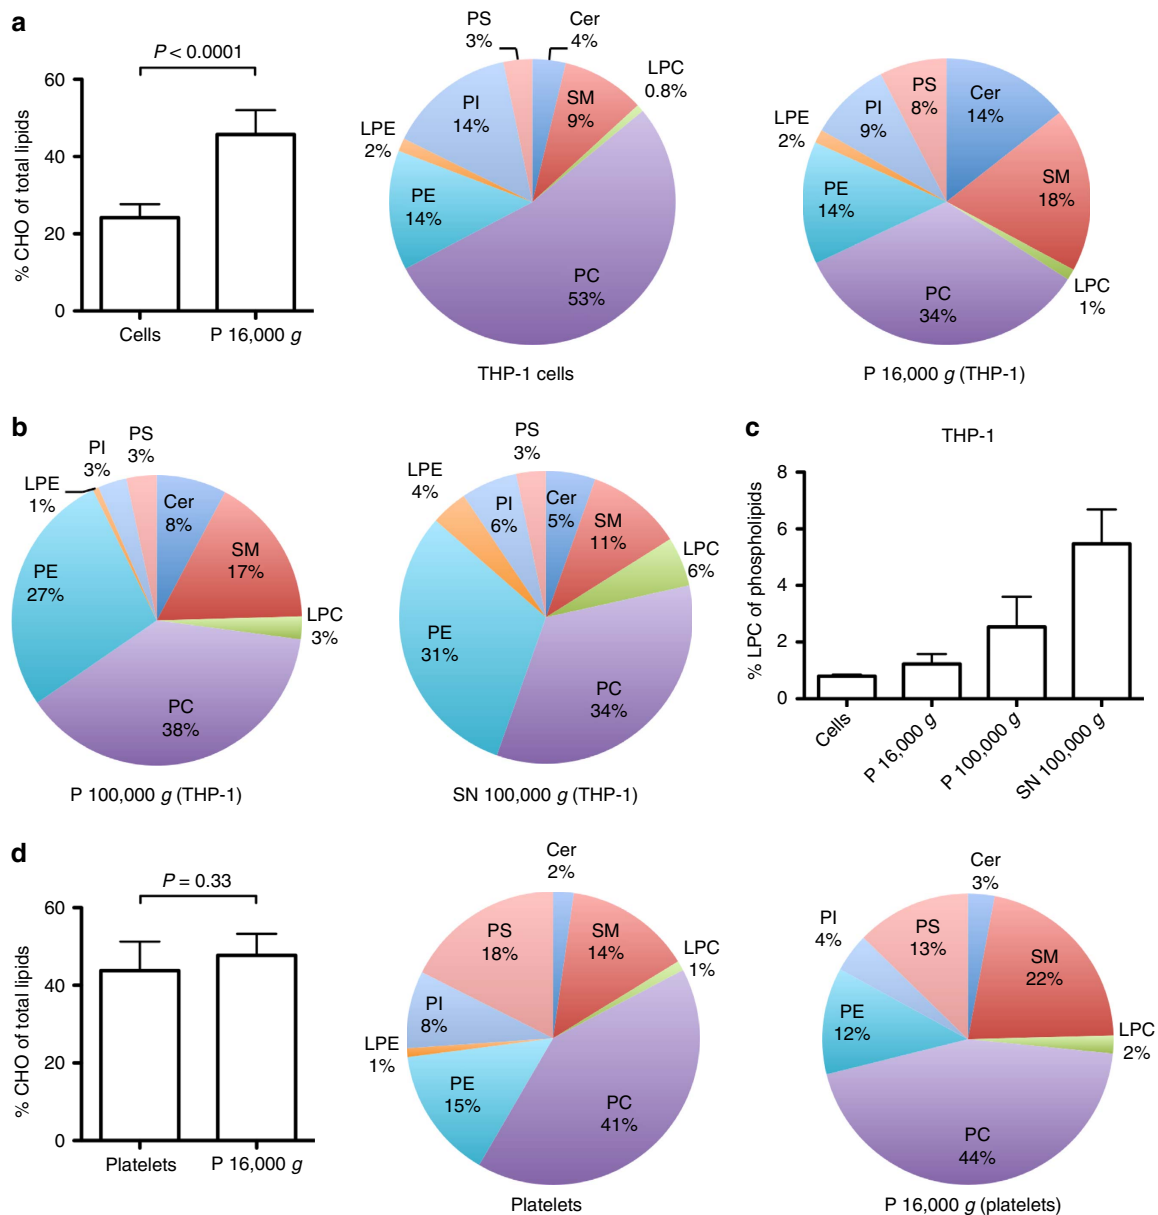 a
P < 0.0001
% CHO of total lipids
60
40
20
0
Cells
P 16,000 g
PS
3%
Cer
4%
LPC
0.8%
SM
9%
PI
14%
LPE
2%
PE
14%
PC
53%
THP-1 cells
PS
8%
Cer
14%
PI
9%
LPE
2%
PE
14%
SM
18%
LPC
1%
PC
34%
P 16,000 g (THP-1)
b
PS
3%
PI
3%
LPE
1%
Cer
8%
SM
17%
PE
27%
LPC
3%
PC
38%
P 100,000 g (THP-1)
PS
3%
LPE
4%
PI
6%
Cer
5%
SM
11%
LPC
6%
PE
31%
PC
34%
SN 100,000 g (THP-1)
c
THP-1
% LPC of phospholipids
8
6
4
2
0
Cells
P 16,000 g
P 100,000 g
SN 100,000 g
d
P = 0.33
% CHO of total lipids
60
40
20
0
Platelets
P 16,000 g
Cer
2%
PS
18%
SM
14%
LPC
1%
PI
8%
LPE
1%
PE
15%
PC
41%
Platelets
Cer
3%
PI
4%
PS
13%
SM
22%
PE
12%
LPC
2%
PC
44%
P 16,000 g (platelets)